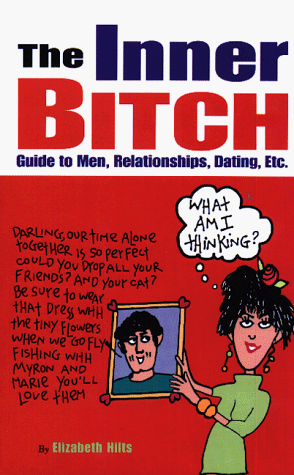 The Inner
BITCH
Guide to Men, Relationships, Dating, Etc.
WHAT
AM I
thiNKiNg?
DARLiNg, OUR TiME ALONE
togEthER is so pERfEct
COULD you DROp ALL youR
fRiENDS? AND youR CAt?
BE suRE to wEAR
thAt DREss with
thE tiNy fLowERS
whEN wE go fLy
fishiNg with
MyRON AND
MARiE you'LL
LovE thEM
By Elizabeth Hilts